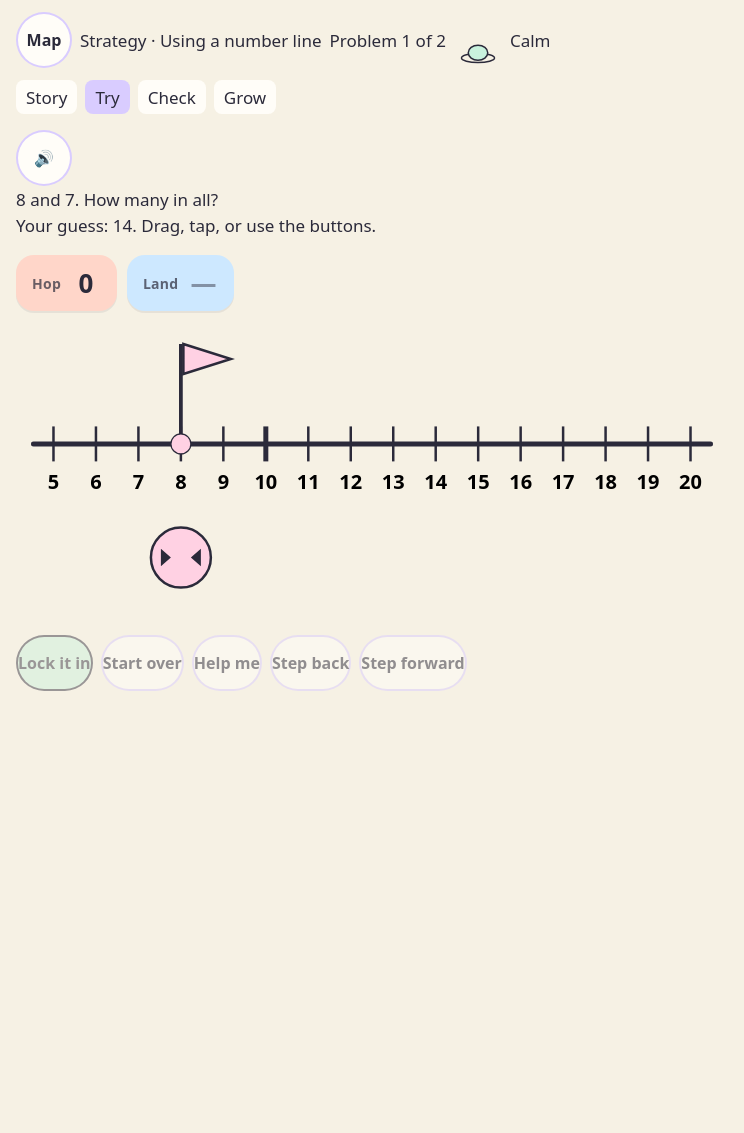 Map Strategy · Using a number line Problem 1 of 2 Calm
Story Try Check Grow
8 and 7. How many in all?
Your guess: 14. Drag, tap, or use the buttons.
Hop 0 Land —
5 6 7 8 9 10 11 12 13 14 15 16 17 18 19 20
Lock it in Start over Help me Step back Step forward